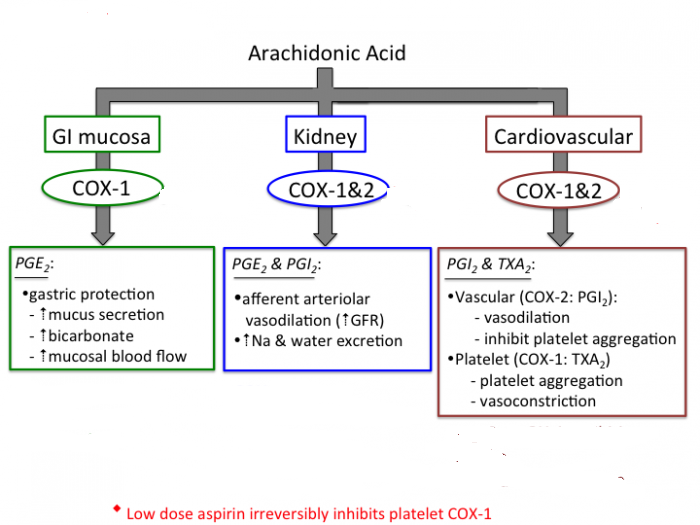 Arachidonic Acid
GI mucosa
Kidney
Cardiovascular
COX-1
COX-1&2
COX-1&2
PGE₂:
•gastric protection
- ↑mucus secretion
- ↑bicarbonate
- ↑mucosal blood flow
PGE₂ & PGI₂:
•afferent arteriolar
vasodilation (↑GFR)
•↑Na & water excretion
PGI₂ & TXA₂:
•Vascular (COX-2: PGI₂):
- vasodilation
- inhibit platelet aggregation
•Platelet (COX-1: TXA₂)
- platelet aggregation
- vasoconstriction
◆ Low dose aspirin irreversibly inhibits platelet COX-1